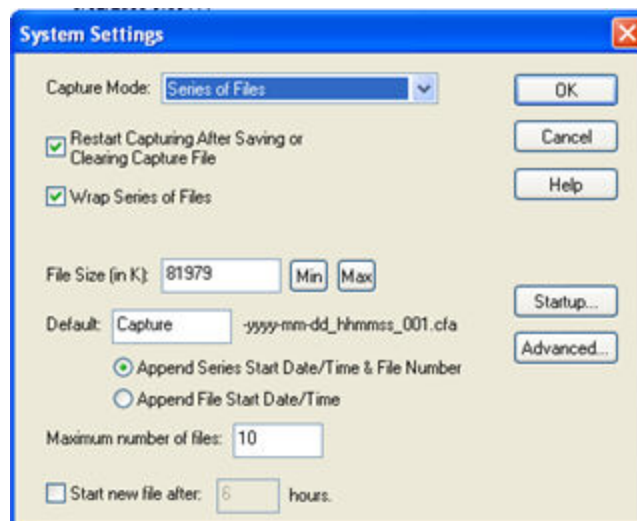 System Settings
Capture Mode: Series of Files
OK
Restart Capturing After Saving or
Clearing Capture File
Cancel
Wrap Series of Files
Help
File Size (in K): 81979 Min Max
Startup...
Default: Capture -yyyy-mm-dd_hhmmss_001.cfa
Advanced...
Append Series Start Date/Time & File Number
Append File Start Date/Time
Maximum number of files: 10
Start new file after: 6 hours.